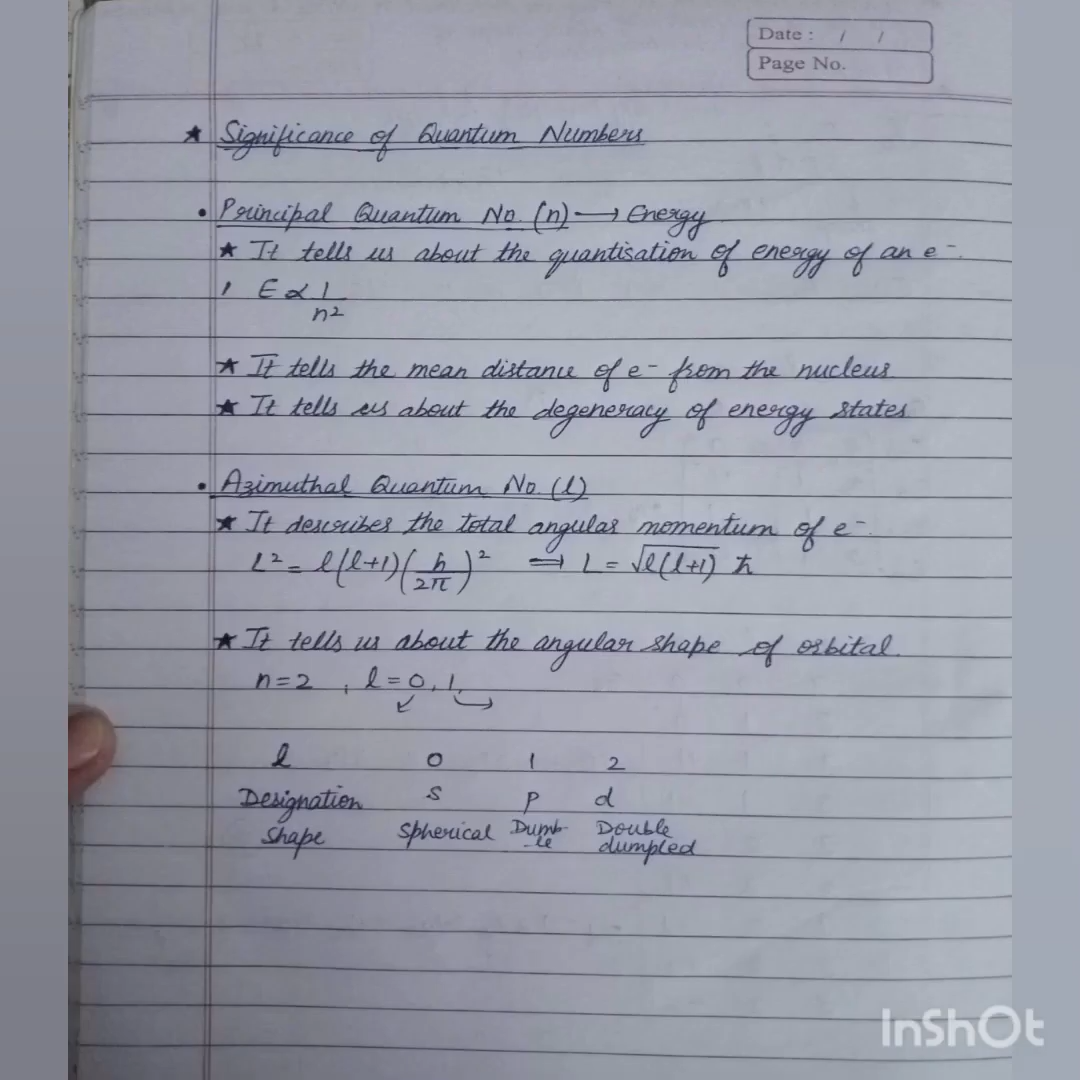 Date : / /
Page No.
★ Significance of Quantum Numbers
• Principal Quantum No. (n) → Energy
★ It tells us about the quantisation of energy of an e⁻.
, E ∝ 1/n²
★ It tells the mean distance of e⁻ from the nucleus
★ It tells us about the degeneracy of energy states
• Azimuthal Quantum No. (l)
★ It describes the total angular momentum of e⁻
L² = l(l+1)(h/2π)² ⟹ L = √l(l+1) ħ
★ It tells us about the angular shape of orbital.
n=2 , l = 0, 1,
l 0 1 2
Designation s p d
Shape Spherical Dumb- Double
le dumpled
InShOt